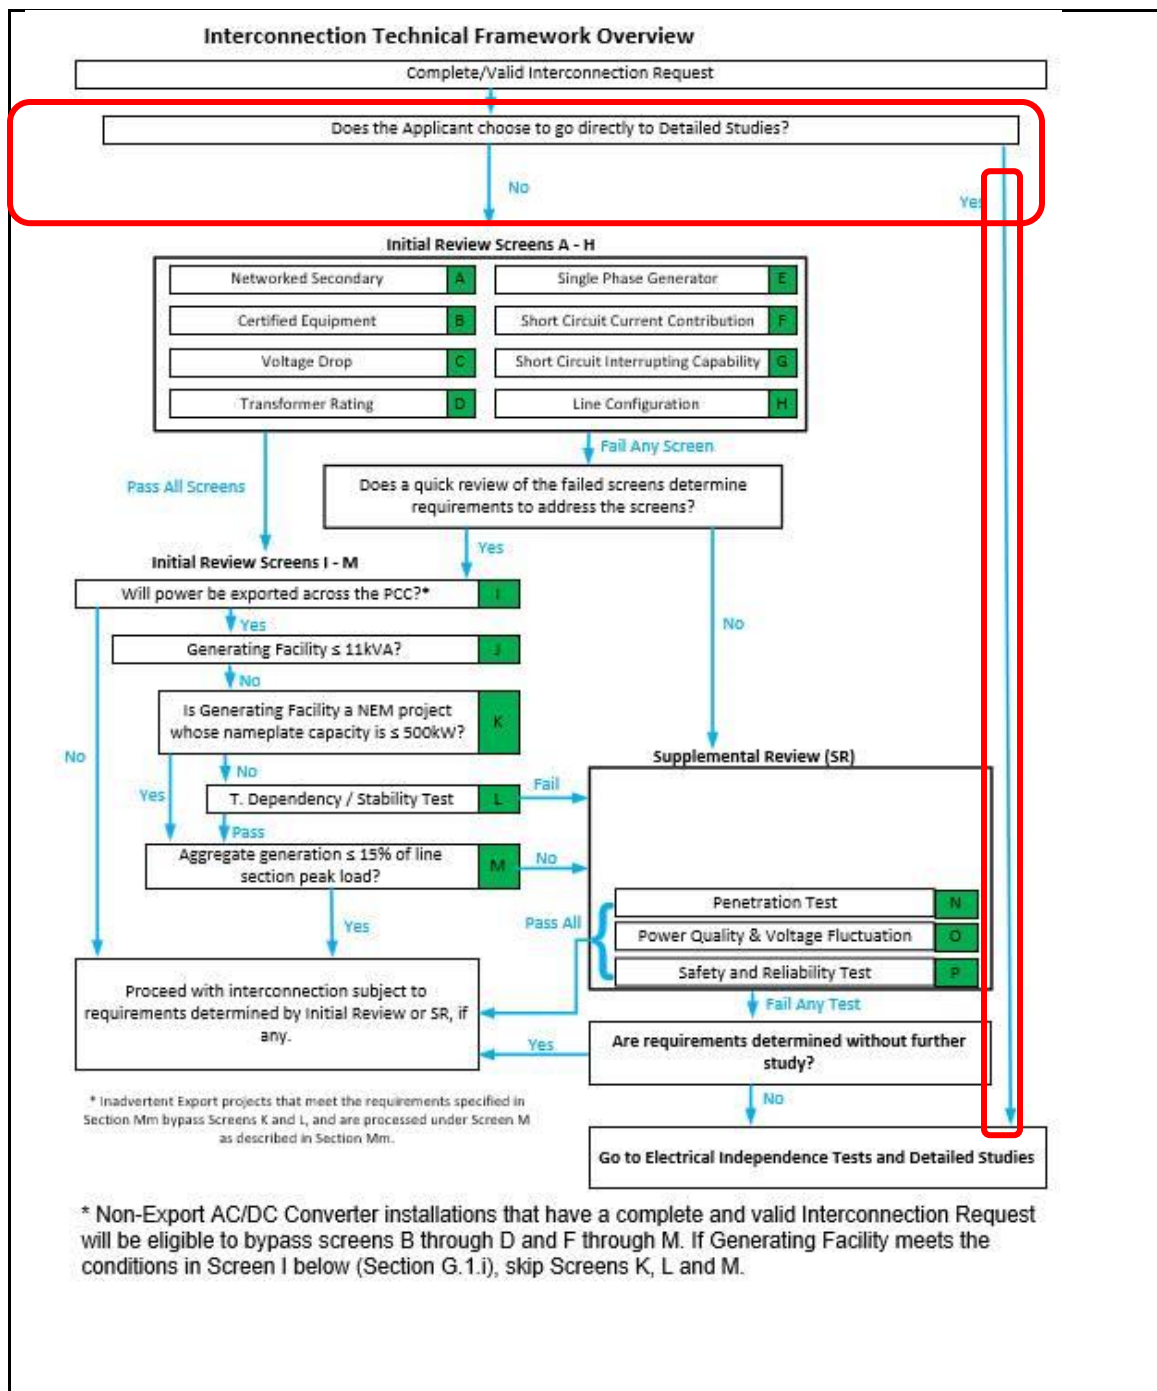 Interconnection Technical Framework Overview
Complete/Valid Interconnection Request
Does the Applicant choose to go directly to Detailed Studies?
No
Yes
Initial Review Screens A - H
Networked Secondary A
Single Phase Generator E
Certified Equipment B
Short Circuit Current Contribution F
Voltage Drop C
Short Circuit Interrupting Capability G
Transformer Rating D
Line Configuration H
Fail Any Screen
Pass All Screens
Does a quick review of the failed screens determine
requirements to address the screens?
Yes
Initial Review Screens I - M
Will power be exported across the PCC?* I
Yes
No
Generating Facility ≤ 11kVA? J
No
Is Generating Facility a NEM project
whose nameplate capacity is ≤ 500kW?
K
No
Supplemental Review (SR)
No
Yes
T. Dependency / Stability Test L
Fail
Pass
Aggregate generation ≤ 15% of line
section peak load?
M
No
Penetration Test N
Pass All
Yes
Power Quality & Voltage Fluctuation O
Safety and Reliability Test P
Proceed with interconnection subject to
requirements determined by Initial Review or SR, if
any.
Fail Any Test
Yes
Are requirements determined without further
study?
No
* Inadvertent Export projects that meet the requirements specified in
Section Mm bypass Screens K and L, and are processed under Screen M
as described in Section Mm.
Go to Electrical Independence Tests and Detailed Studies
* Non-Export AC/DC Converter installations that have a complete and valid Interconnection Request
will be eligible to bypass screens B through D and F through M. If Generating Facility meets the
conditions in Screen I below (Section G.1.i), skip Screens K, L and M.